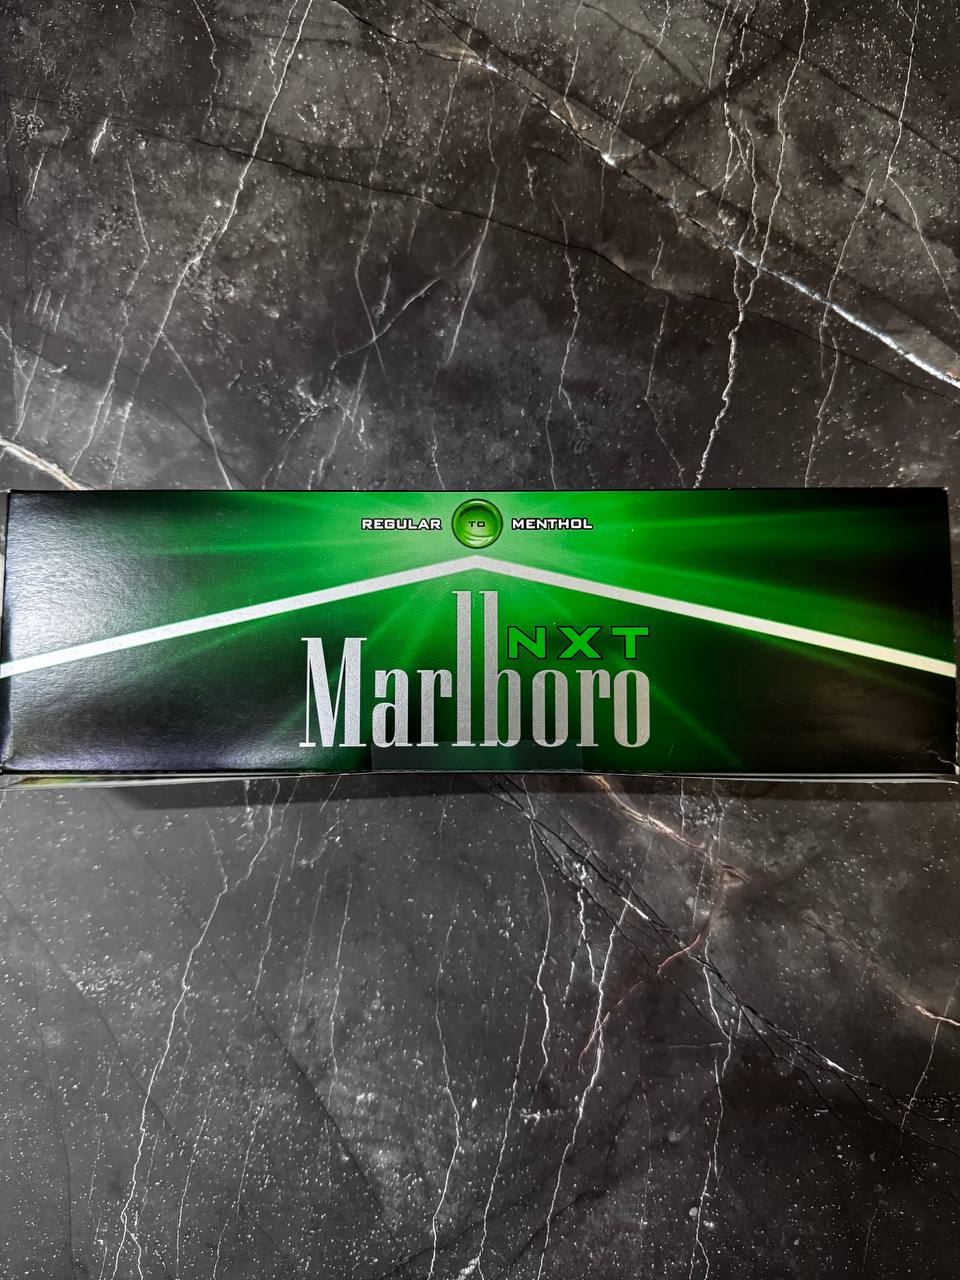 REGULAR TO MENTHOL
NXT
Marlboro